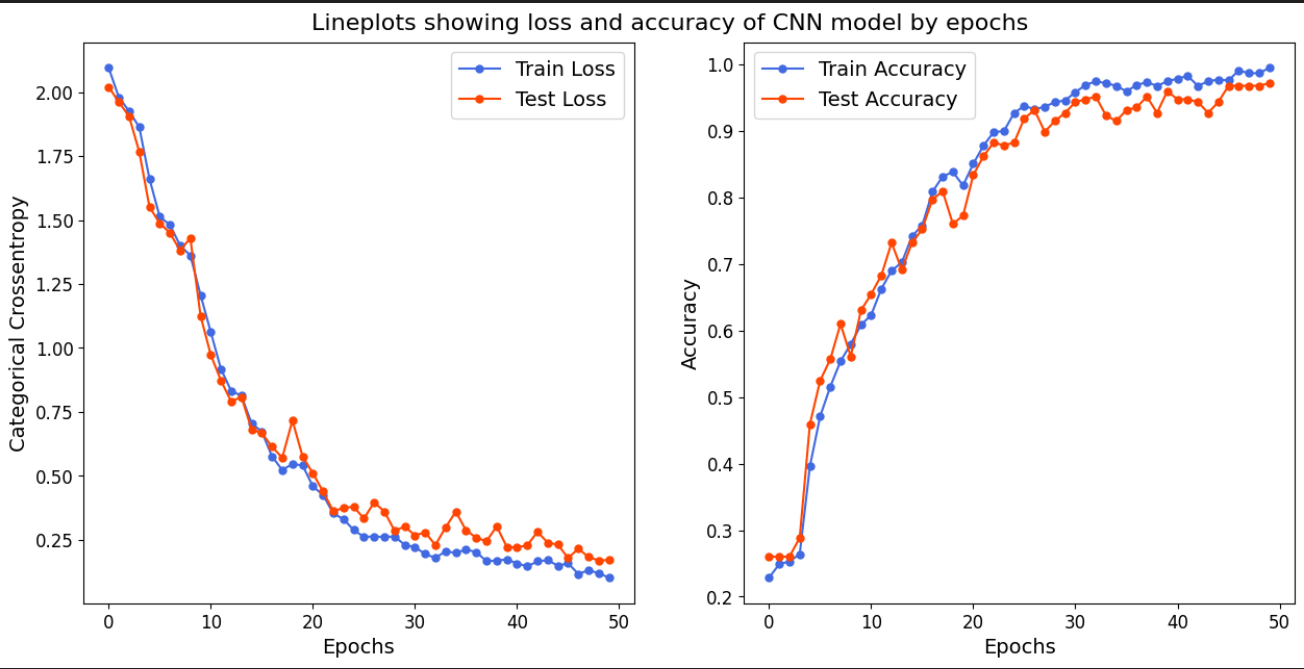 Lineplots showing loss and accuracy of CNN model by epochs
Train Loss
Test Loss
2.00
1.75
1.50
1.25
1.00
0.75
0.50
0.25
Categorical Crossentropy
0 10 20 30 40 50
Epochs
Train Accuracy
Test Accuracy
1.0
0.9
0.8
0.7
0.6
0.5
0.4
0.3
0.2
Accuracy
0 10 20 30 40 50
Epochs